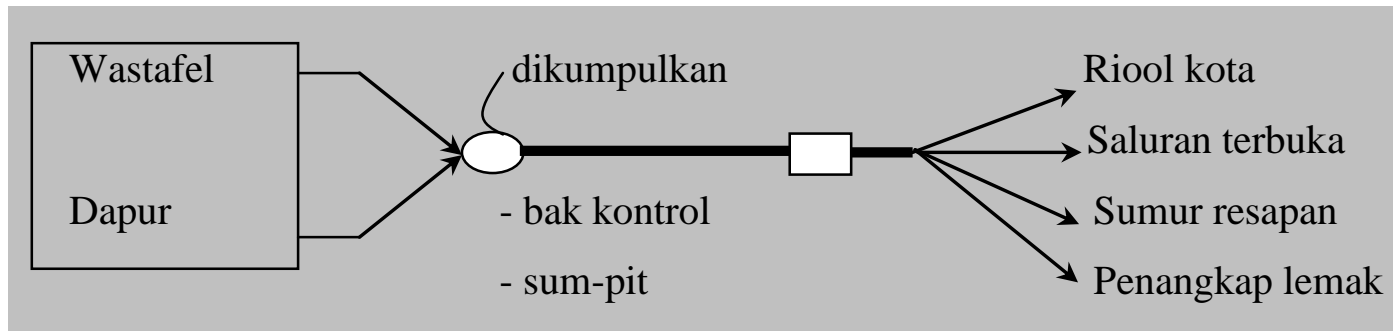 Wastafel
dikumpulkan
Riool kota
Saluran terbuka
Dapur
- bak kontrol
Sumur resapan
- sum-pit
Penangkap lemak